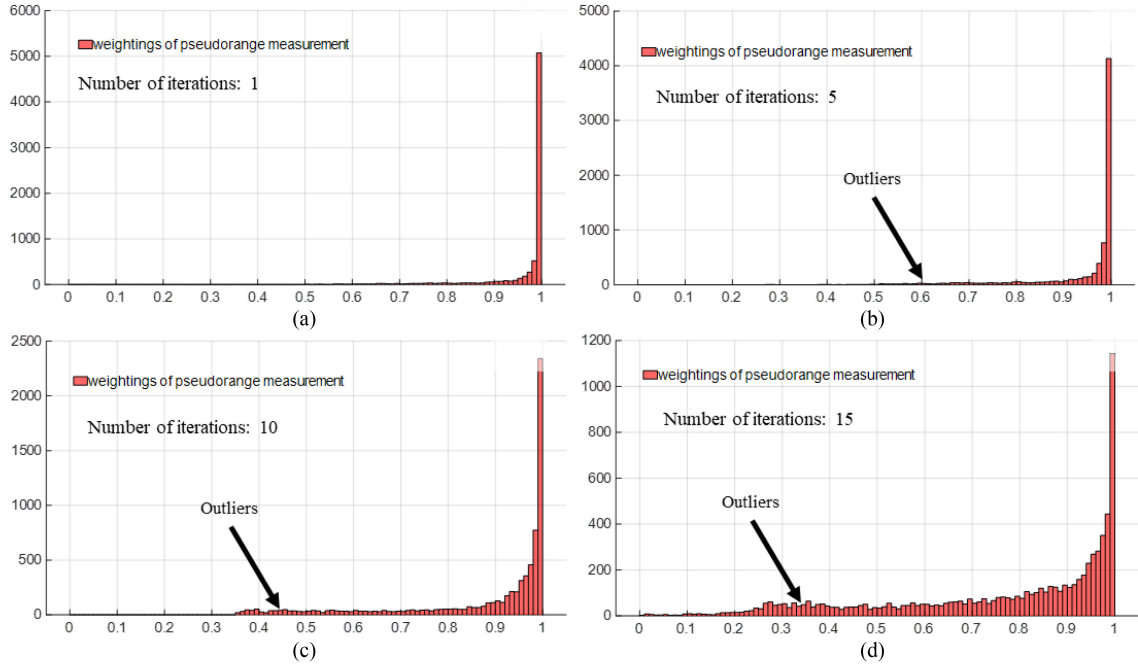 6000
5000
4000
3000
2000
1000
0
weightings of pseudorange measurement
Number of iterations: 1
0 0.1 0.2 0.3 0.4 0.5 0.6 0.7 0.8 0.9 1
(a)
5000
4000
3000
2000
1000
0
weightings of pseudorange measurement
Number of iterations: 5
Outliers
0 0.1 0.2 0.3 0.4 0.5 0.6 0.7 0.8 0.9 1
(b)
2500
2000
1500
1000
500
0
weightings of pseudorange measurement
Number of iterations: 10
Outliers
0 0.1 0.2 0.3 0.4 0.5 0.6 0.7 0.8 0.9 1
(c)
1200
1000
800
600
400
200
0
weightings of pseudorange measurement
Number of iterations: 15
Outliers
0 0.1 0.2 0.3 0.4 0.5 0.6 0.7 0.8 0.9 1
(d)